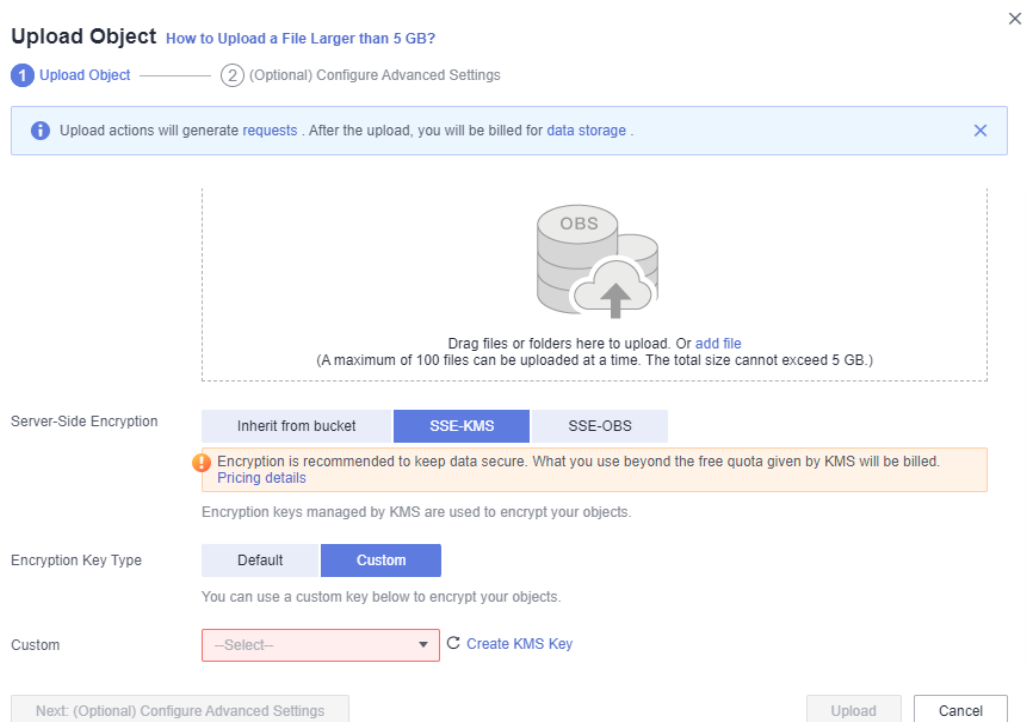 Upload Object How to Upload a File Larger than 5 GB?
1 Upload Object 2 (Optional) Configure Advanced Settings
Upload actions will generate requests . After the upload, you will be billed for data storage .
OBS
Drag files or folders here to upload. Or add file
(A maximum of 100 files can be uploaded at a time. The total size cannot exceed 5 GB.)
Server-Side Encryption Inherit from bucket SSE-KMS SSE-OBS
Encryption is recommended to keep data secure. What you use beyond the free quota given by KMS will be billed.
Pricing details
Encryption keys managed by KMS are used to encrypt your objects.
Encryption Key Type Default Custom
You can use a custom key below to encrypt your objects.
Custom --Select-- Create KMS Key
Next: (Optional) Configure Advanced Settings Upload Cancel